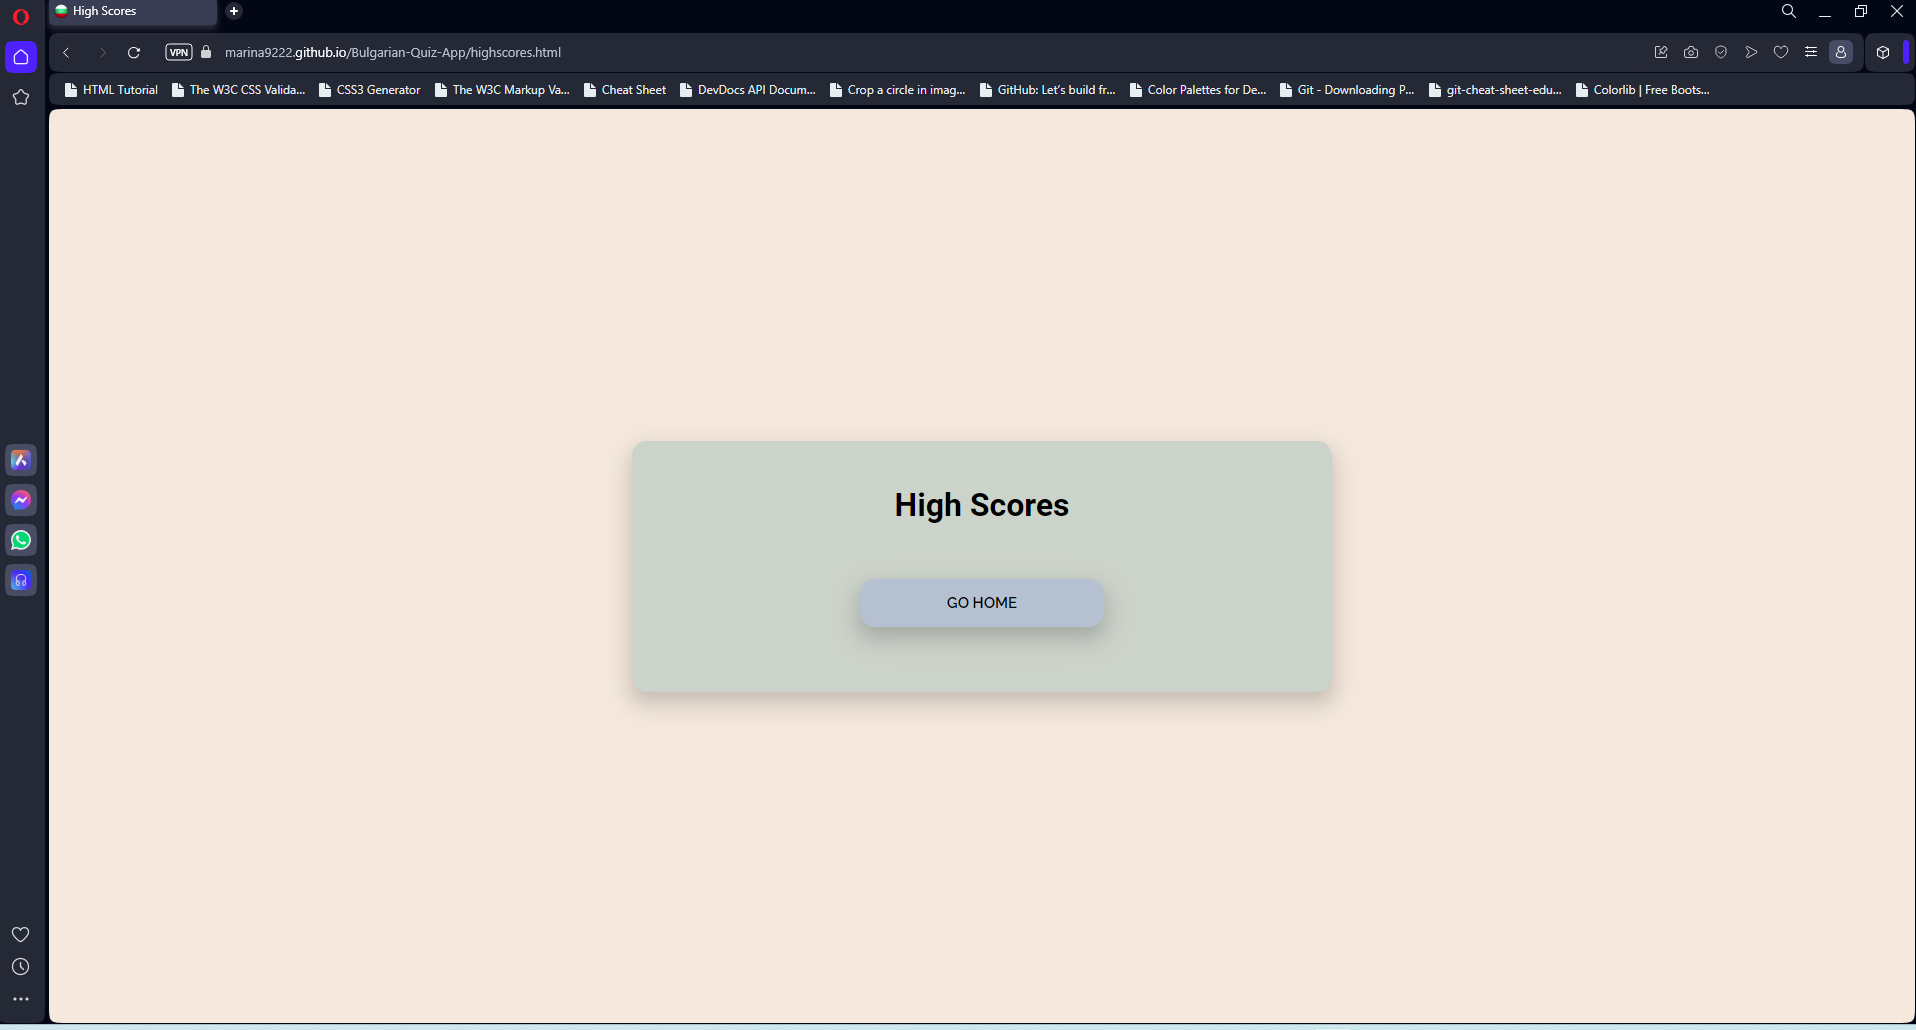 High Scores
VPN
marina9222.github.io/Bulgarian-Quiz-App/highscores.html
HTML Tutorial
The W3C CSS Valida...
CSS3 Generator
The W3C Markup Va...
Cheat Sheet
DevDocs API Docum...
Crop a circle in imag...
GitHub: Let's build fr...
Color Palettes for De...
Git - Downloading P...
git-cheat-sheet-edu...
Colorlib | Free Boots...
High Scores
GO HOME